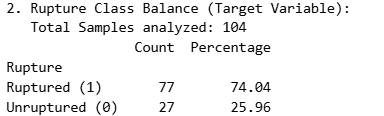 2. Rupture Class Balance (Target Variable):
Total Samples analyzed: 104
Count Percentage
Rupture
Ruptured (1) 77 74.04
Unruptured (0) 27 25.96